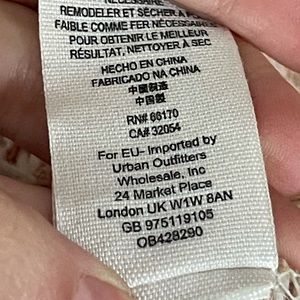 NÉCESSAIRE
REMODELER ET SÉCHER À
FAIBLE COMME FER NÉCESSAIRE
POUR OBTENIR LE MEILLEUR
RÉSULTAT, NETTOYER À SEC
HECHO EN CHINA
FABRICADO NA CHINA
中國製造
中国製
RN# 66170
CA# 32054
For EU- Imported by
Urban Outfitters
Wholesale, Inc
24 Market Place
London UK W1W 8AN
GB 975119105
OB428290